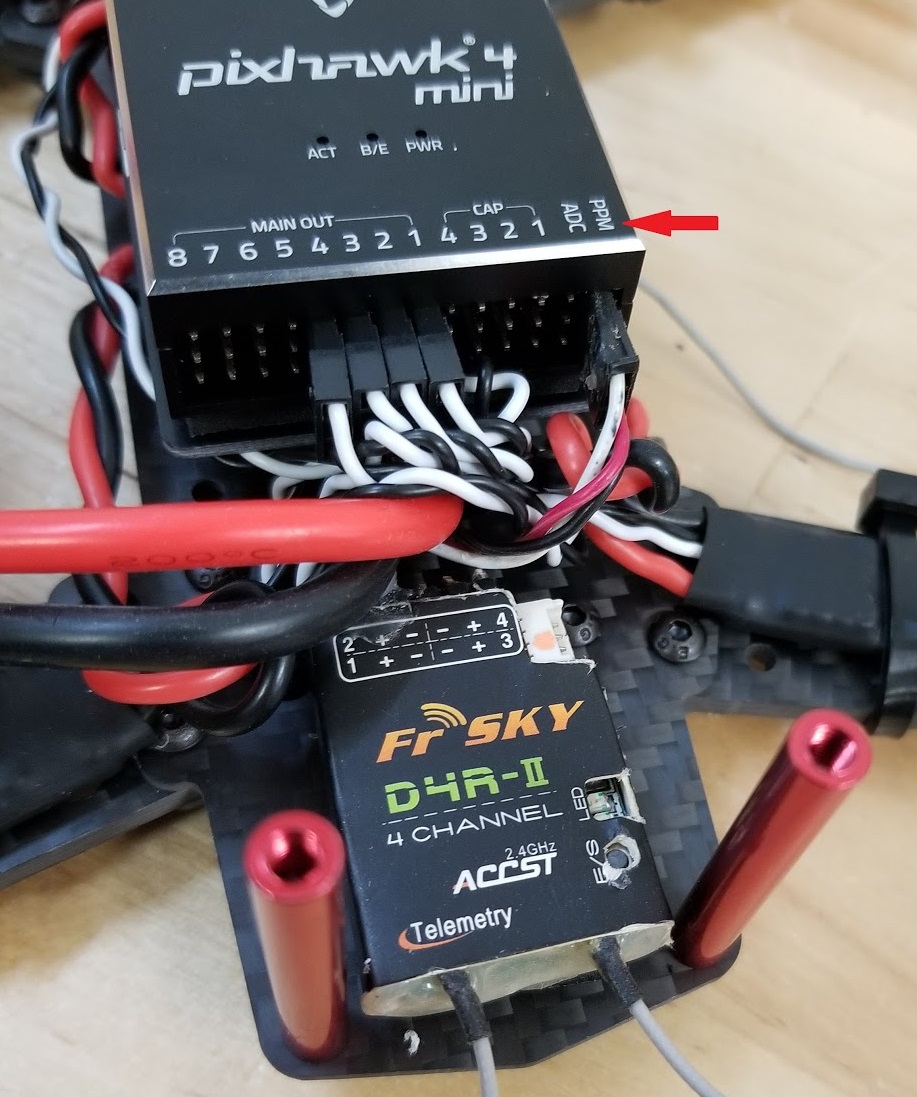 pixhawk® 4
mini
ACT B/E PWR
MAIN OUT CAP ADC PPM
8 7 6 5 4 3 2 1 4 3 2 1
200°C
2 + - - + 4
1 + - - + 3
FrSKY
D4R-II
LED
4 CHANNEL
F/S
2.4GHz
ACCST
Telemetry